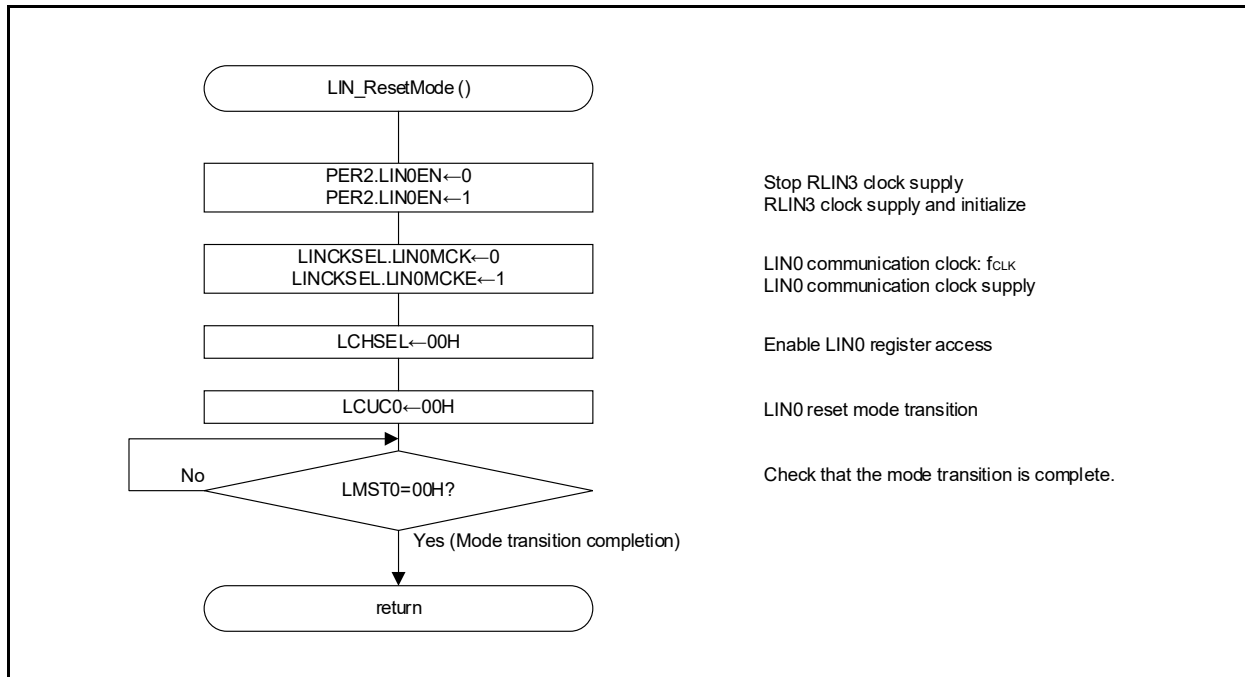 LIN_ResetMode ()
PER2.LIN0EN←0
PER2.LIN0EN←1
Stop RLIN3 clock supply
RLIN3 clock supply and initialize
LINCKSEL.LIN0MCK←0
LINCKSEL.LIN0MCKE←1
LIN0 communication clock: fCLK
LIN0 communication clock supply
LCHSEL←00H
Enable LIN0 register access
LCUC0←00H
LIN0 reset mode transition
No
LMST0=00H?
Check that the mode transition is complete.
Yes (Mode transition completion)
return